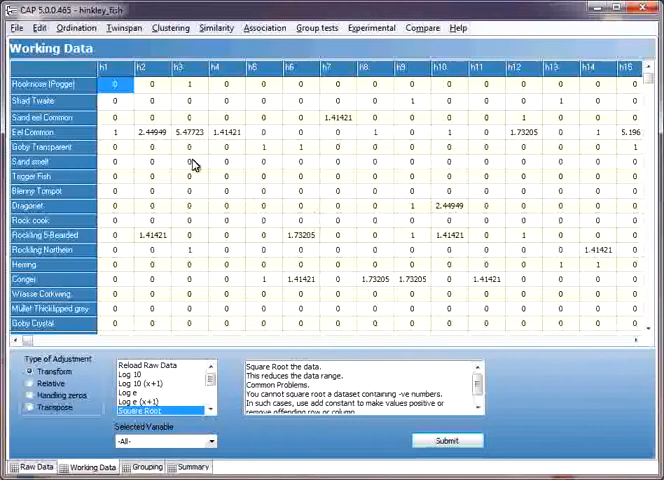 CAP 5.0.0.465 - hinkley_fish
File Edit Ordination Twinspan Clustering Similarity Association Group tests Experimental Compare Help
Working Data
h1 h2 h3 h4 h5 h6 h7 h8 h9 h10 h11 h12 h13 h14 h15
Hooknose (Pogge) 0 0 1 0 0 0 0 0 0 0 0 0 0 0 0
Shad Twaite 0 0 0 0 0 0 0 0 1 0 0 0 1 0 0
Sand eel Common 0 0 0 0 0 0 1.41421 0 0 0 0 1 0 0 0
Eel Common 1 2.44949 5.47723 1.41421 0 0 0 1 0 1 0 1.73205 0 1 5.196
Goby Transparent 0 0 0 0 1 1 0 0 0 0 0 0 0 0 1
Sand smelt 0 0 0 0 0 0 0 0 0 0 0 0 0 0 0
Trigger Fish 0 0 0 0 0 0 0 0 0 0 0 0 0 0 0
Blenny Tompot 0 0 0 0 0 0 0 0 0 0 0 0 0 0 0
Dragonet 0 0 0 0 0 0 0 0 1 2.44949 0 0 0 0 0
Rock cook 0 0 0 0 0 0 0 0 0 0 0 0 0 0 0
Rockling 5-Bearded 0 1.41421 0 0 0 1.73205 0 0 1 1.41421 0 1 0 0 0
Rockling Northern 0 0 1 0 0 0 0 0 0 0 0 0 0 1.41421 0
Herring 0 0 0 0 0 0 0 0 0 0 0 0 1 1 0
Conger 0 0 0 0 1 1.41421 0 1.73205 1.73205 0 1.41421 0 0 0 0
Wrasse Corkwing. 0 0 0 0 0 0 0 0 0 0 0 0 0 0 0
Mullet Thicklipped grey 0 0 0 0 0 0 0 0 0 0 0 0 0 0 0
Goby Crystal 0 0 0 0 0 0 0 0 0 0 0 0 0 0 0
Type of Adjustment
Transform
Relative
Handling zeros
Transpose
Reload Raw Data
Log 10
Log 10 (x+1)
Log e
Log e (x+1)
Square Root
Selected Variable
-All-
Square Root the data.
This reduces the data range.
Common Problems.
You cannot square root a dataset containing -ve numbers.
In such cases, use add constant to make values positive or
remove offending row or column.
Submit
Raw Data Working Data Grouping Summary